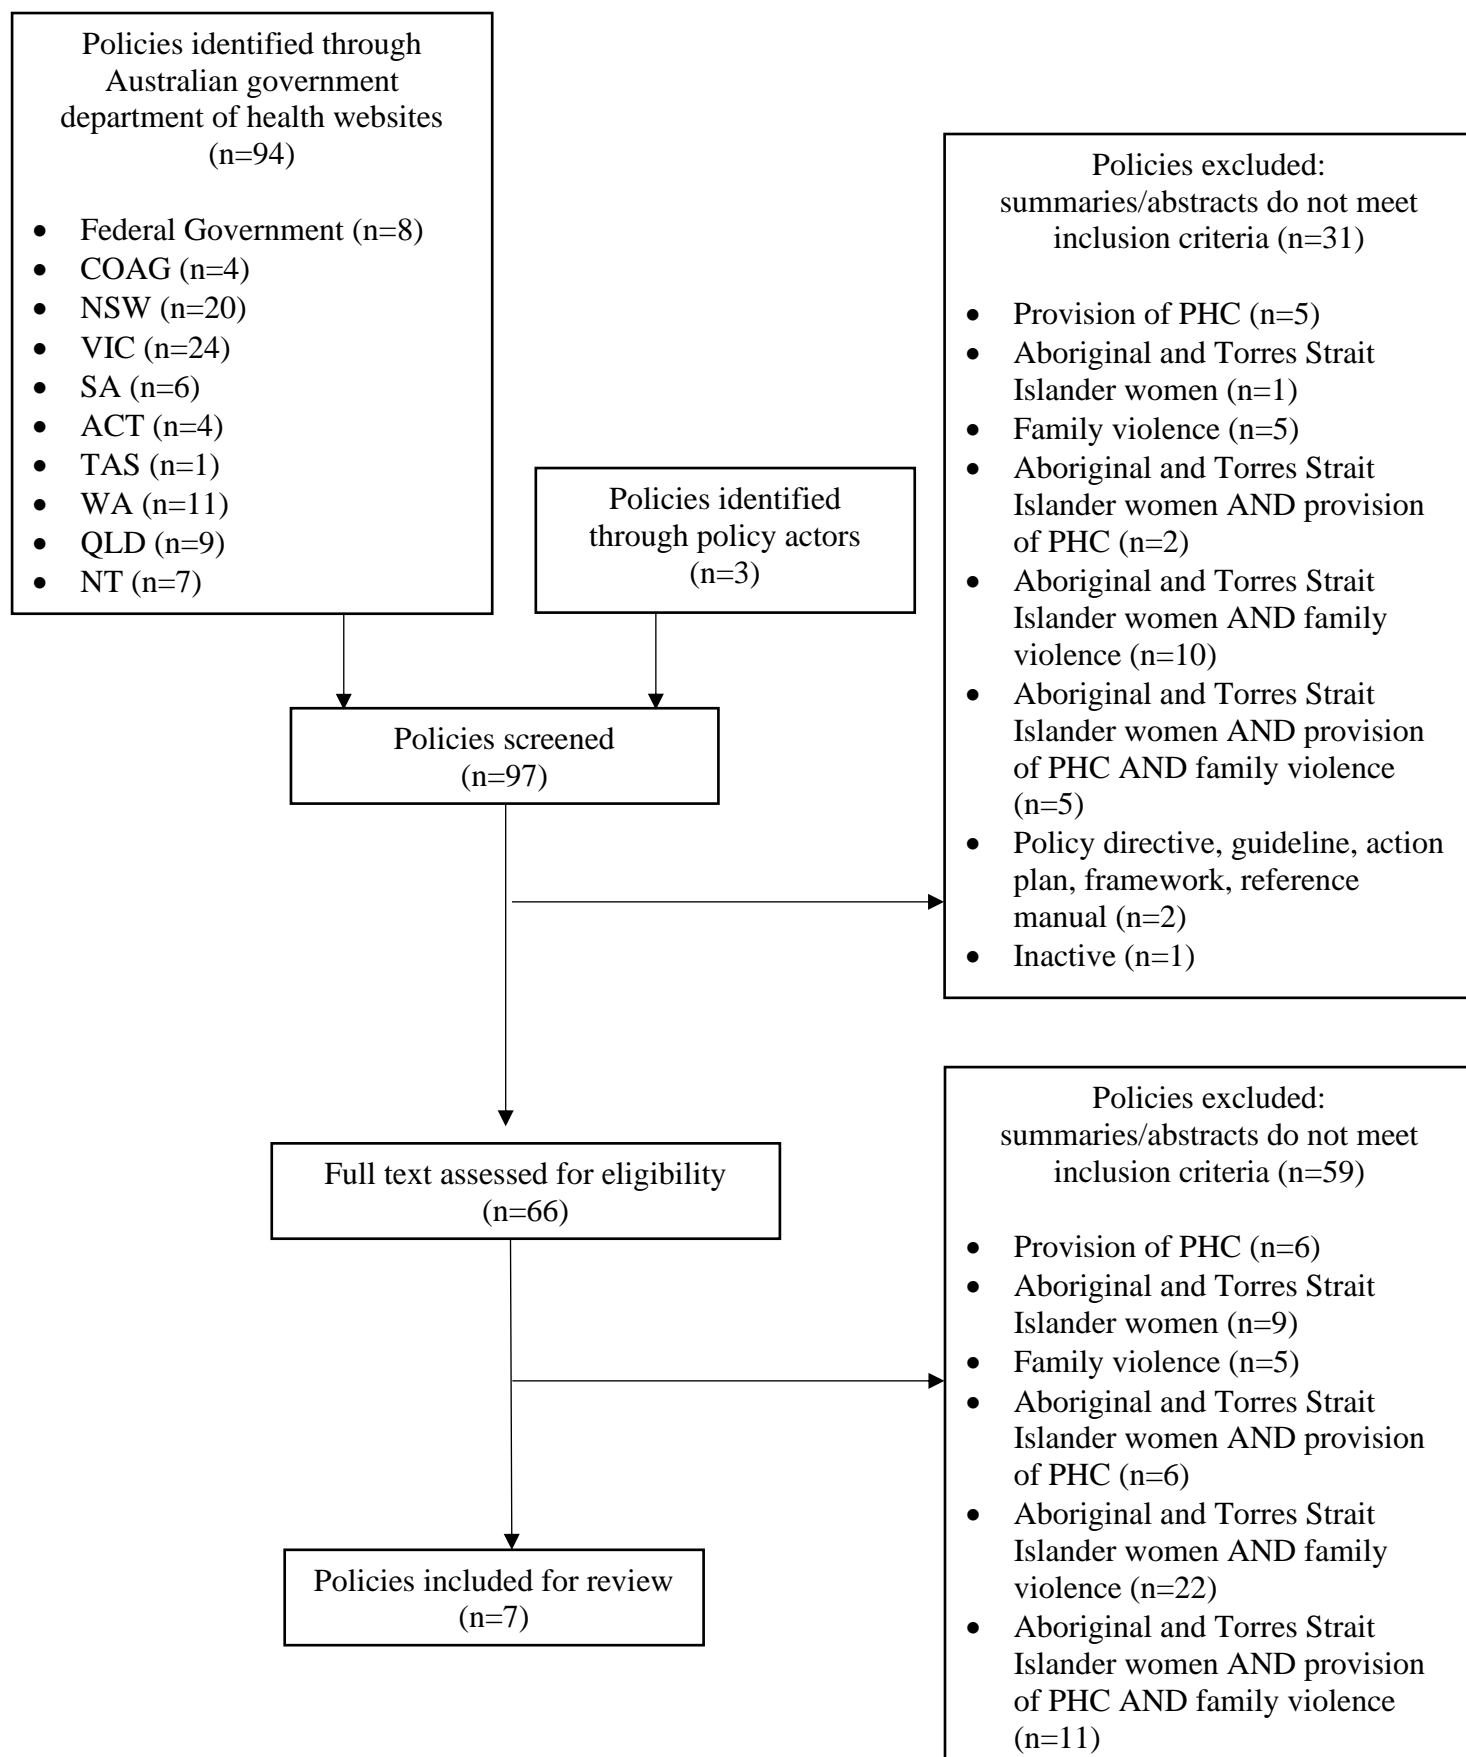 Policies identified through
Australian government
department of health websites
(n=94)
• Federal Government (n=8)
• COAG (n=4)
• NSW (n=20)
• VIC (n=24)
• SA (n=6)
• ACT (n=4)
• TAS (n=1)
• WA (n=11)
• QLD (n=9)
• NT (n=7)
Policies identified
through policy actors
(n=3)
Policies screened
(n=97)
Policies excluded:
summaries/abstracts do not meet
inclusion criteria (n=31)
• Provision of PHC (n=5)
• Aboriginal and Torres Strait
Islander women (n=1)
• Family violence (n=5)
• Aboriginal and Torres Strait
Islander women AND provision
of PHC (n=2)
• Aboriginal and Torres Strait
Islander women AND family
violence (n=10)
• Aboriginal and Torres Strait
Islander women AND provision
of PHC AND family violence
(n=5)
• Policy directive, guideline, action
plan, framework, reference
manual (n=2)
• Inactive (n=1)
Full text assessed for eligibility
(n=66)
Policies excluded:
summaries/abstracts do not meet
inclusion criteria (n=59)
• Provision of PHC (n=6)
• Aboriginal and Torres Strait
Islander women (n=9)
• Family violence (n=5)
• Aboriginal and Torres Strait
Islander women AND provision
of PHC (n=6)
• Aboriginal and Torres Strait
Islander women AND family
violence (n=22)
• Aboriginal and Torres Strait
Islander women AND provision
of PHC AND family violence
(n=11)
Policies included for review
(n=7)